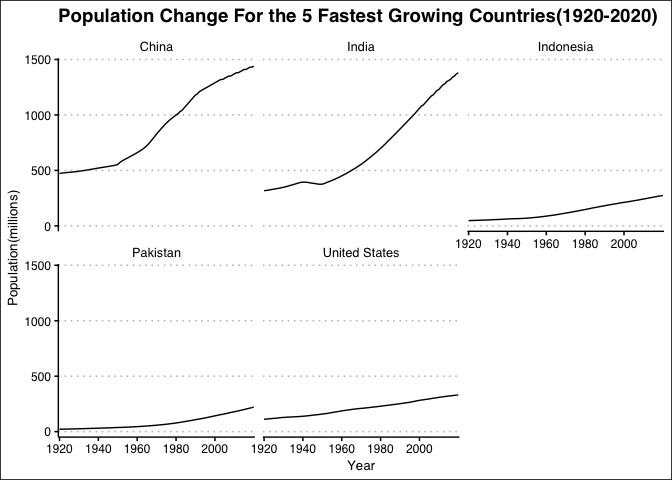 Population Change For the 5 Fastest Growing Countries(1920-2020)
China India Indonesia
1500
1000
500
0
1920 1940 1960 1980 2000
Pakistan United States
1500
1000
500
0
1920 1940 1960 1980 2000 1920 1940 1960 1980 2000
Year
Population(millions)